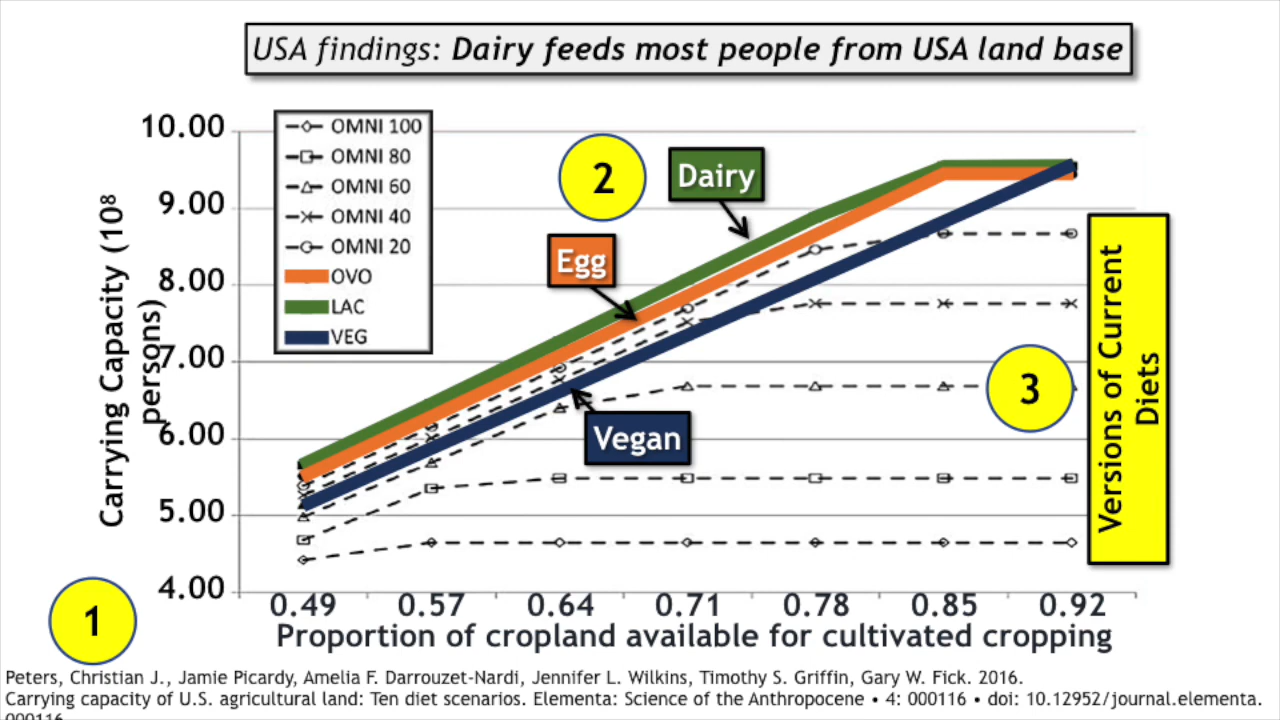 USA findings: Dairy feeds most people from USA land base
10.00
9.00
8.00
7.00
6.00
5.00
4.00
Carrying Capacity (10⁸
persons)
OMNI 100
OMNI 80
OMNI 60
OMNI 40
OMNI 20
OVO
LAC
VEG
2
Dairy
Egg
Vegan
3
Versions of Current
Diets
1
0.49 0.57 0.64 0.71 0.78 0.85 0.92
Proportion of cropland available for cultivated cropping
Peters, Christian J., Jamie Picardy, Amelia F. Darrouzet-Nardi, Jennifer L. Wilkins, Timothy S. Griffin, Gary W. Fick. 2016.
Carrying capacity of U.S. agricultural land: Ten diet scenarios. Elementa: Science of the Anthropocene • 4: 000116 • doi: 10.12952/journal.elementa.
000116